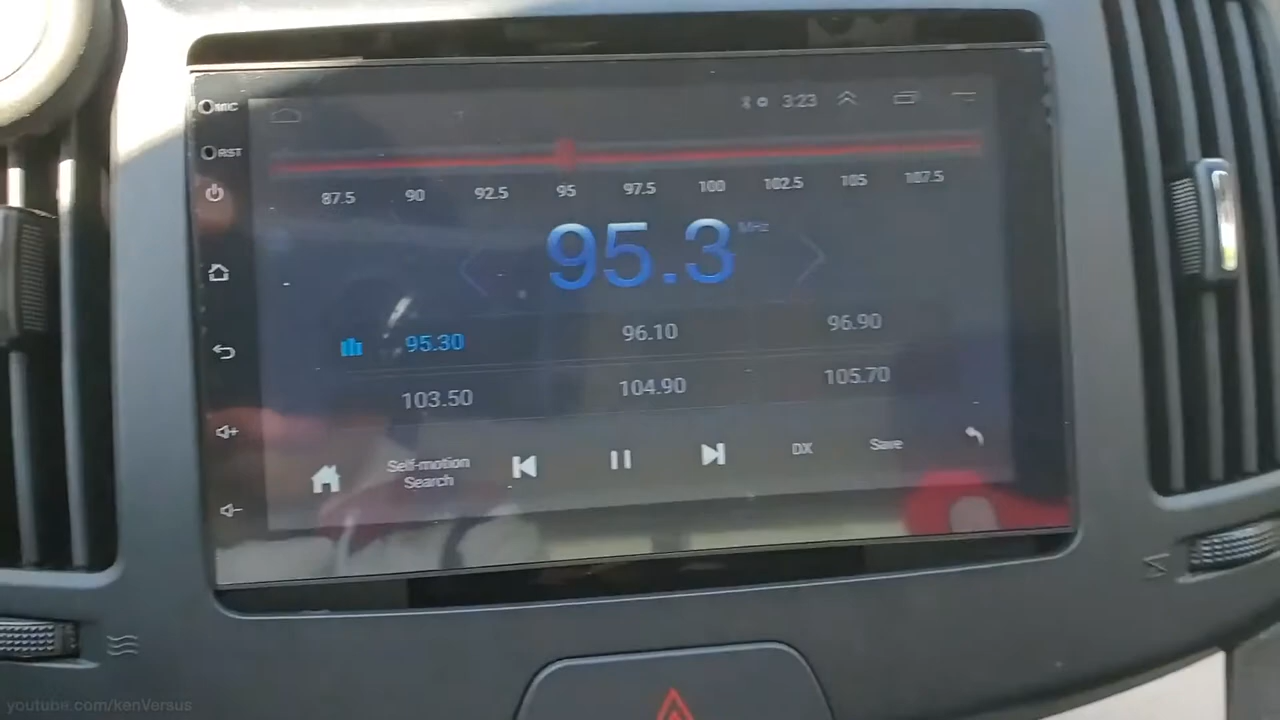 MIC
3:23
RST
87.5 90 92.5 95 97.5 100 102.5 105 107.5
95.3 MHz
95.30 96.10 96.90
103.50 104.90 105.70
Self-motion
Search
DX
Save
youtube.com/kenVersus